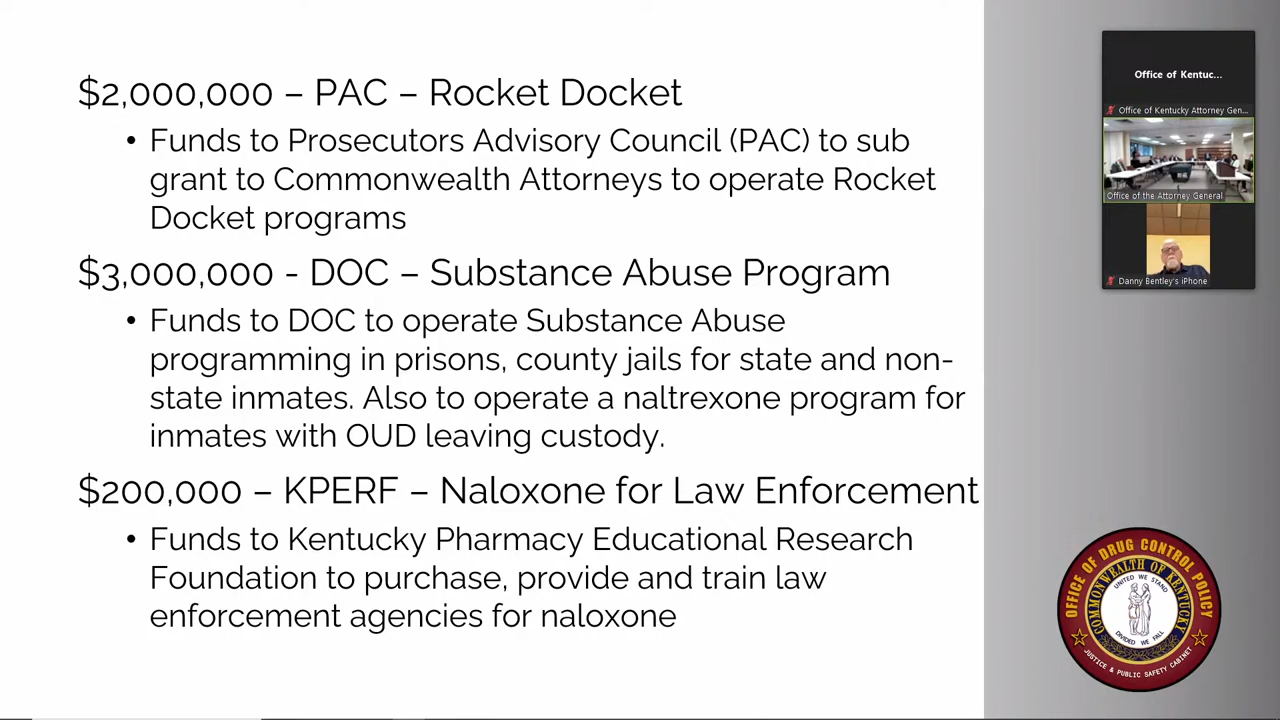 $2,000,000 – PAC – Rocket Docket
• Funds to Prosecutors Advisory Council (PAC) to sub
grant to Commonwealth Attorneys to operate Rocket
Docket programs
$3,000,000 - DOC – Substance Abuse Program
• Funds to DOC to operate Substance Abuse
programming in prisons, county jails for state and non-
state inmates. Also to operate a naltrexone program for
inmates with OUD leaving custody.
$200,000 – KPERF – Naloxone for Law Enforcement
• Funds to Kentucky Pharmacy Educational Research
Foundation to purchase, provide and train law
enforcement agencies for naloxone
Office of Kentuc...
Office of Kentucky Attorney Gen...
Office of the Attorney General
Danny Bentley's iPhone
OFFICE OF DRUG CONTROL POLICY
COMMONWEALTH OF KENTUCKY
UNITED WE STAND
DIVIDED WE FALL
JUSTICE & PUBLIC SAFETY CABINET